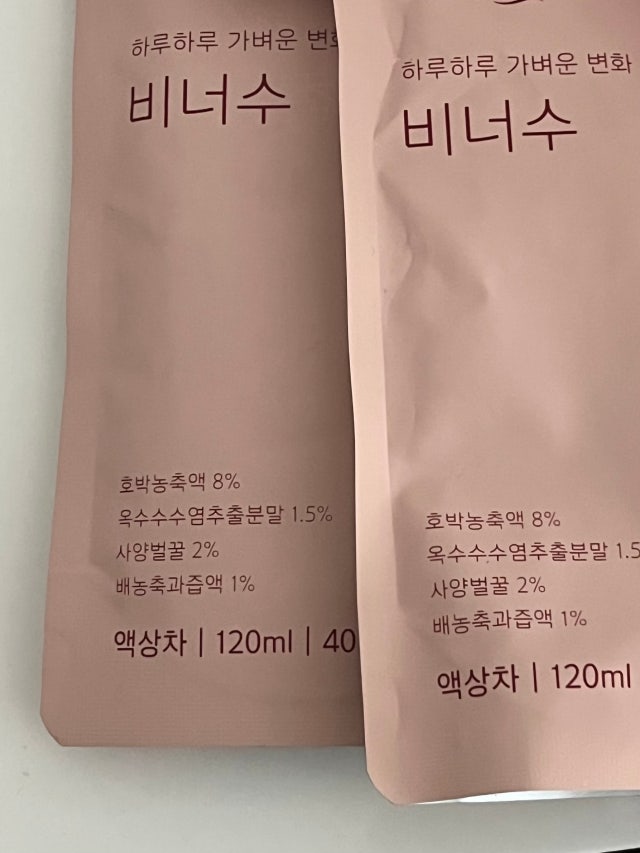 하루하루 가벼운 변화
비너수
호박농축액 8%
옥수수수염추출분말 1.5%
사양벌꿀 2%
배농축과즙액 1%
액상차 | 120ml | 40
하루하루 가벼운 변화
비너수
호박농축액 8%
옥수수수염추출분말 1.5
사양벌꿀 2%
배농축과즙액 1%
액상차 | 120ml